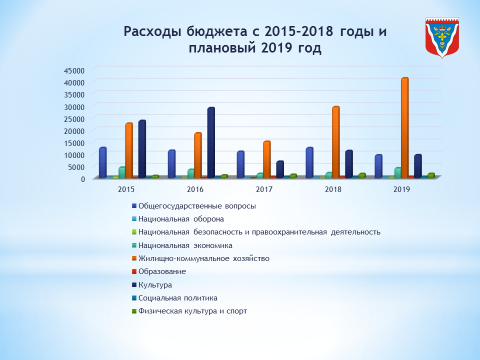 Расходы бюджета с 2015-2018 годы и
плановый 2019 год
45000
40000
35000
30000
25000
20000
15000
10000
5000
0
2015 2016 2017 2018 2019
Общегосударственные вопросы
Национальная оборона
Национальная безопасность и правоохранительная деятельность
Национальная экономика
Жилищно-коммунальное хозяйство
Образование
Культура
Социальная политика
Физическая культура и спорт